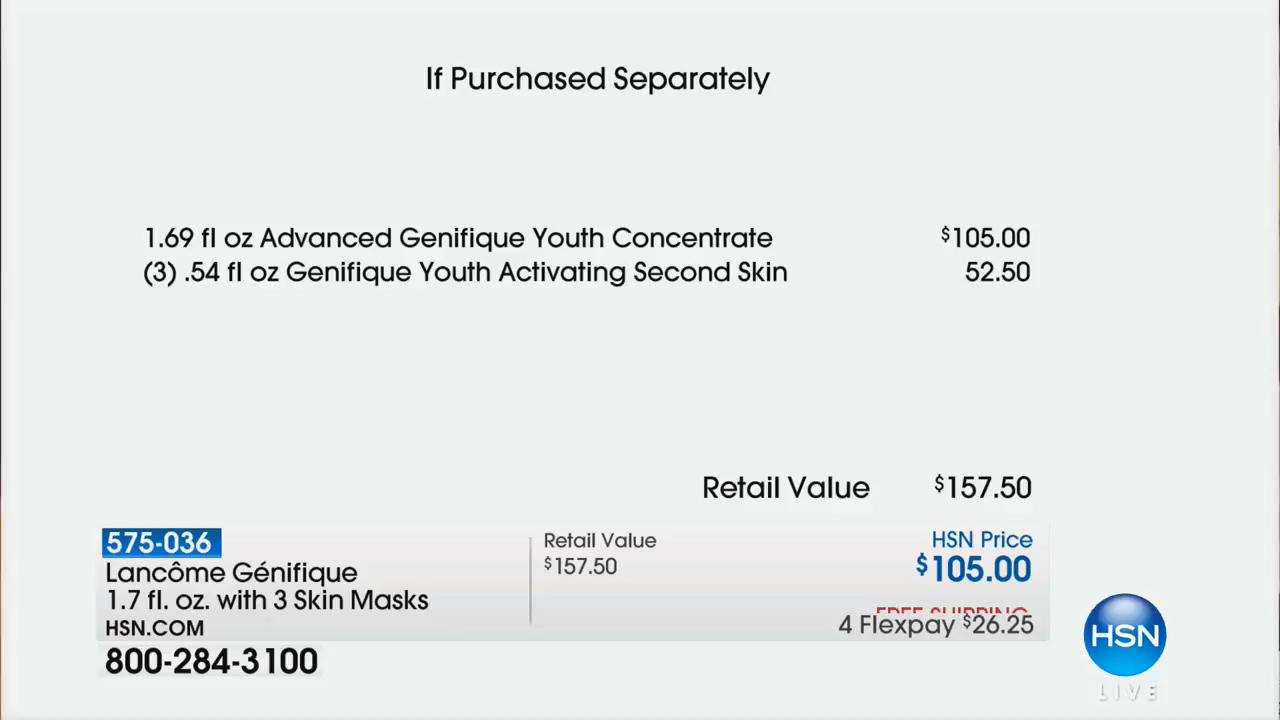 If Purchased Separately
1.69 fl oz Advanced Genifique Youth Concentrate $105.00
(3) .54 fl oz Genifique Youth Activating Second Skin 52.50
Retail Value $157.50
575-036
Lancôme Génifique
1.7 fl. oz. with 3 Skin Masks
HSN.COM
800-284-3100
Retail Value
$157.50
HSN Price
$105.00
FREE SHIPPING
4 Flexpay $26.25
HSN
LIVE